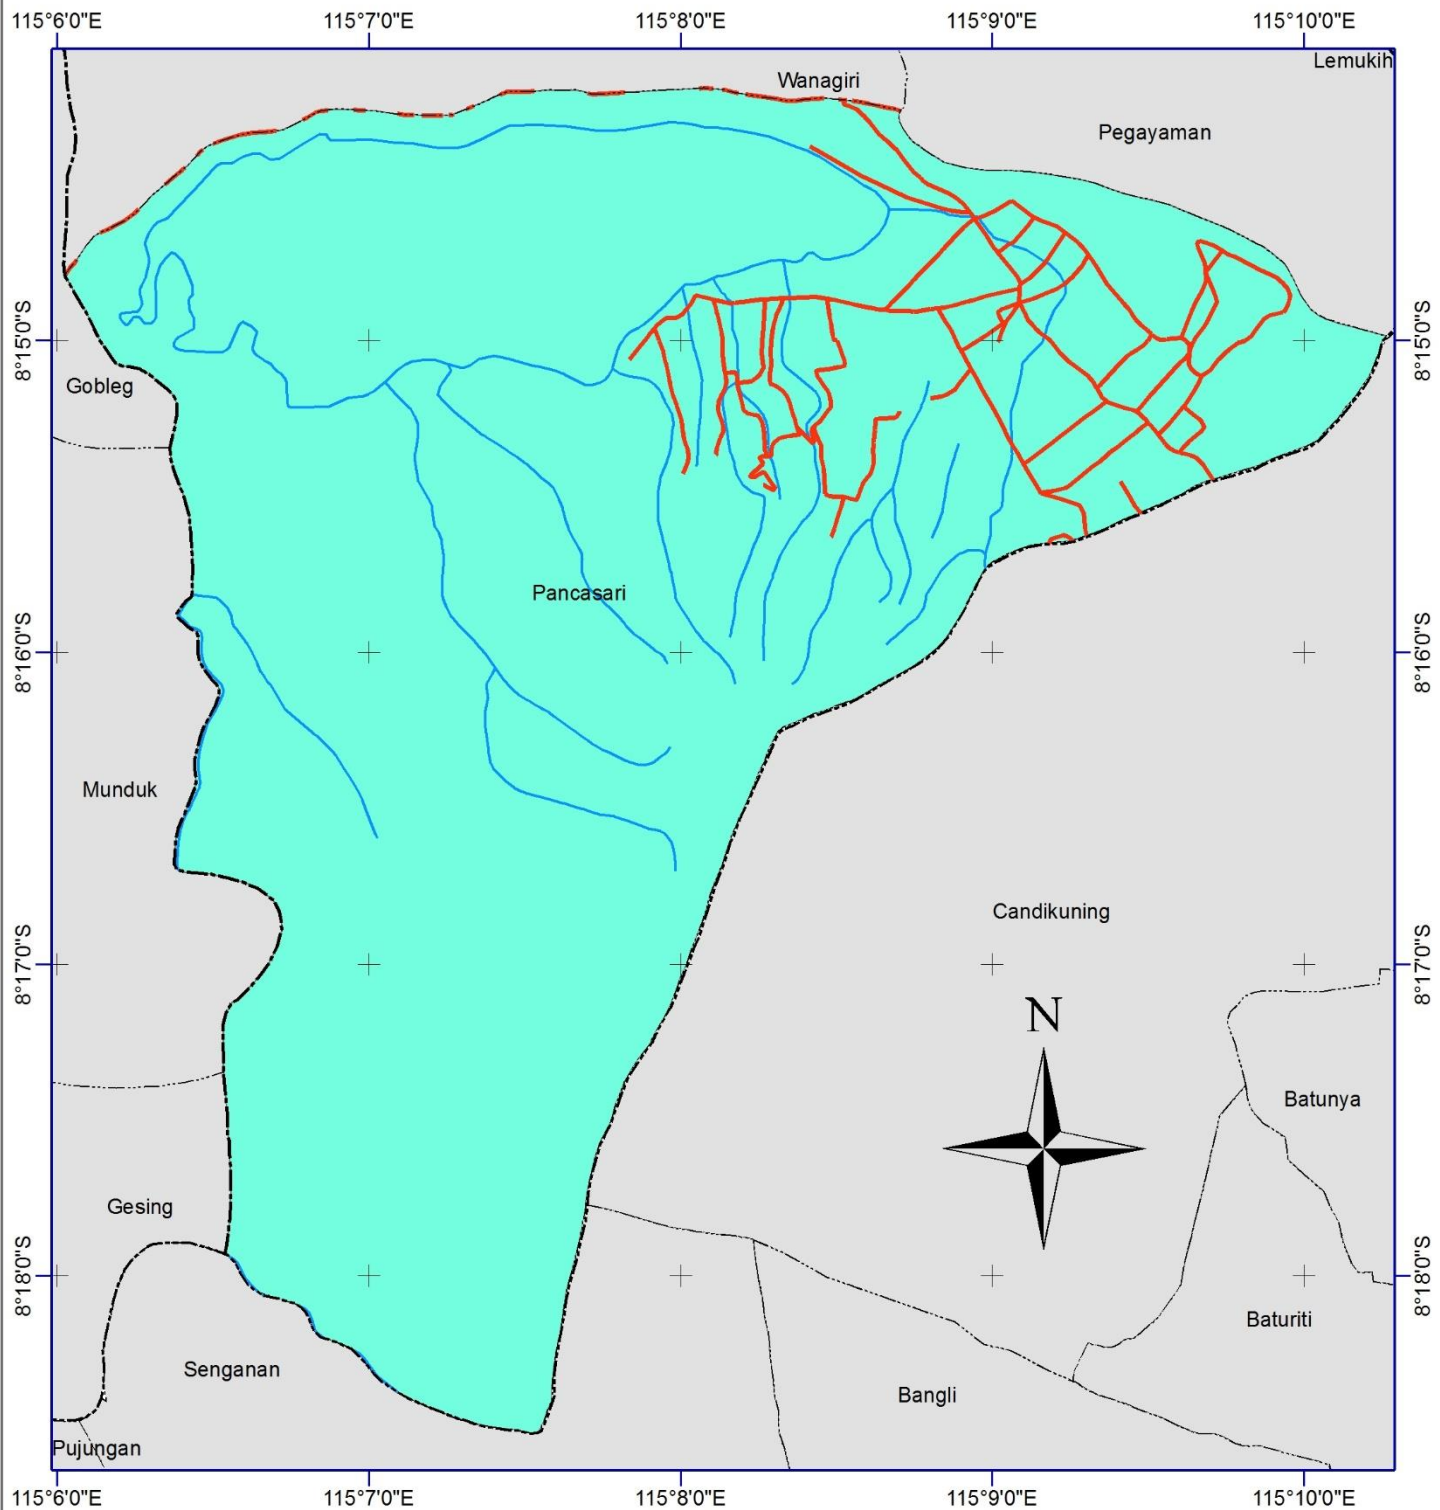 115°6'0"E 115°7'0"E 115°8'0"E 115°9'0"E 115°10'0"E
Lemukih
Wanagiri
Pegayaman
8°15'0"S 8°15'0"S
Gobleg
Pancasari
8°16'0"S 8°16'0"S
Munduk
Candikuning
8°17'0"S 8°17'0"S
N
Batunya
Gesing
8°18'0"S 8°18'0"S
Baturiti
Senganan
Bangli
Pujungan
115°6'0"E 115°7'0"E 115°8'0"E 115°9'0"E 115°10'0"E